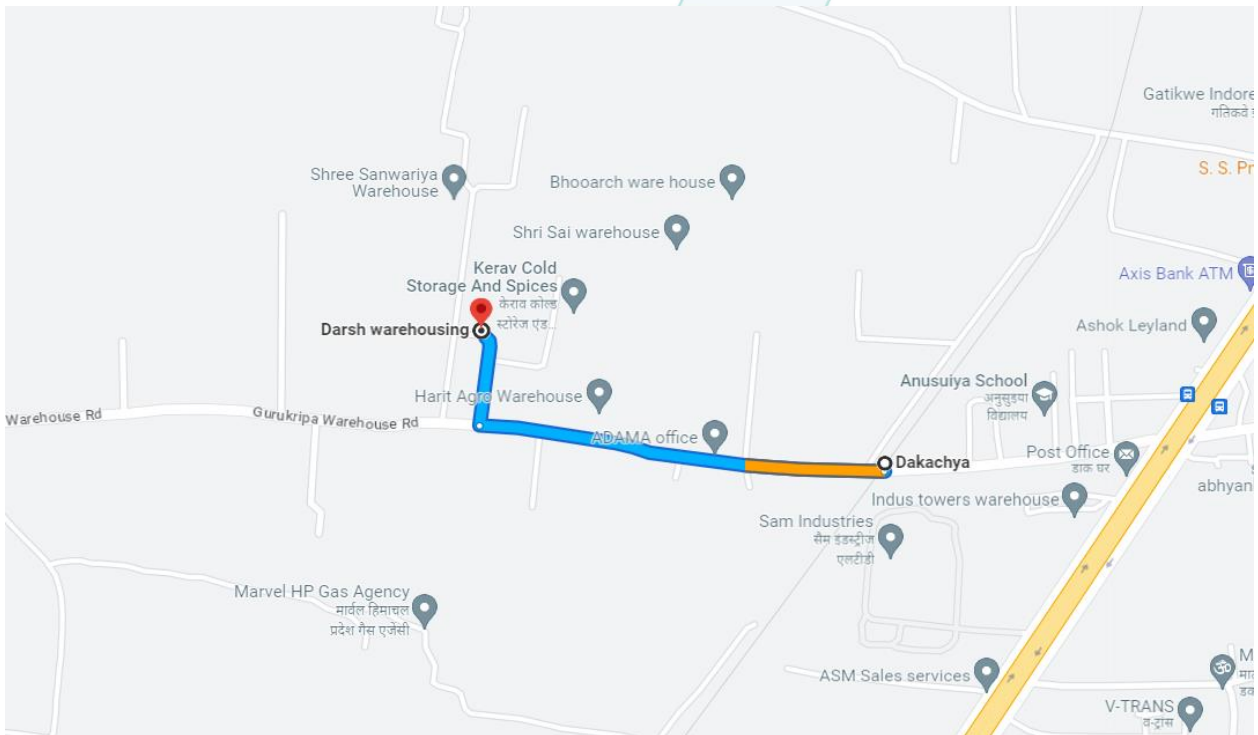 Gatikwe Indore
गतिकवे
S. S. Pr
Shree Sanwariya
Warehouse
Bhooarch ware house
Shri Sai warehouse
Kerav Cold
Storage And Spices
केराव कोल्ड
स्टोरेज एंड...
Axis Bank ATM
Darsh warehousing
Ashok Leyland
Anusuiya School
अनुसुइया
विद्यालय
Harit Agro Warehouse
Warehouse Rd
Gurukripa Warehouse Rd
ADAMA office
Dakachya
Post Office
डाक घर
abhyan
Indus towers warehouse
Sam Industries
सैम इंडस्ट्रीज
एलटीडी
Marvel HP Gas Agency
मार्वल हिमाचल
प्रदेश गैस एजेंसी
ASM Sales services
M
V-TRANS
व-ट्रांस